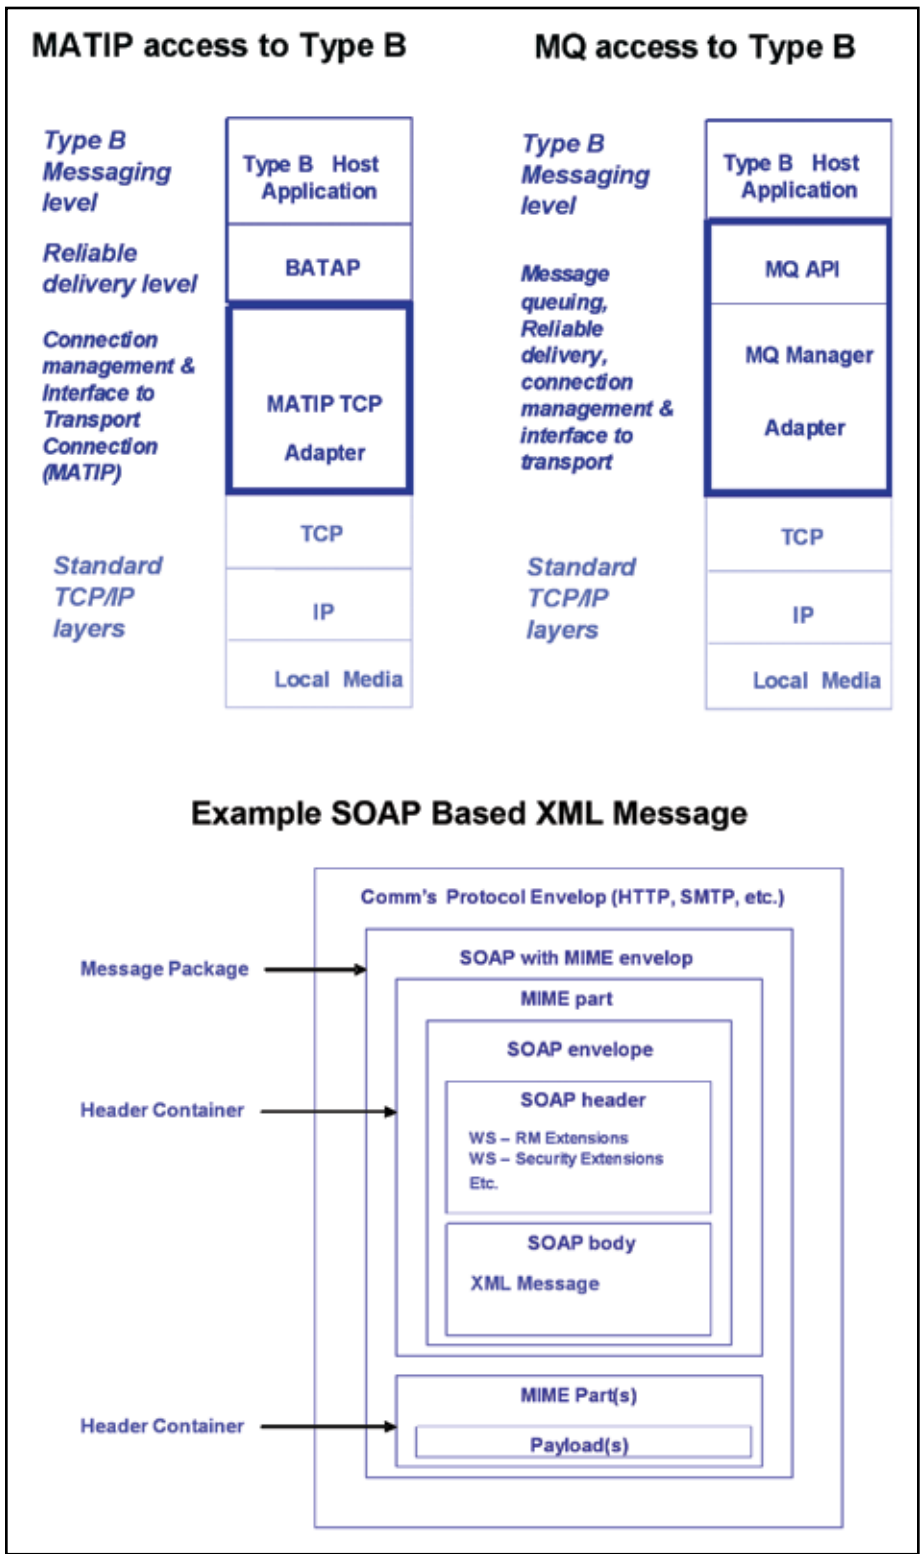 MATIP access to Type B
Type B
Messaging
level
Type B Host
Application
Reliable
delivery level
BATAP
Connection
management &
Interface to
Transport
Connection
(MATIP)
MATIP TCP
Adapter
Standard
TCP/IP
layers
TCP
IP
Local Media
MQ access to Type B
Type B
Messaging
level
Type B Host
Application
Message
queuing,
Reliable
delivery,
connection
management &
interface to
transport
MQ API
MQ Manager
Adapter
Standard
TCP/IP
layers
TCP
IP
Local Media
Example SOAP Based XML Message
Comm's Protocol Envelop (HTTP, SMTP, etc.)
Message Package
SOAP with MIME envelop
MIME part
SOAP envelope
Header Container
SOAP header
WS – RM Extensions
WS – Security Extensions
Etc.
SOAP body
XML Message
Header Container
MIME Part(s)
Payload(s)